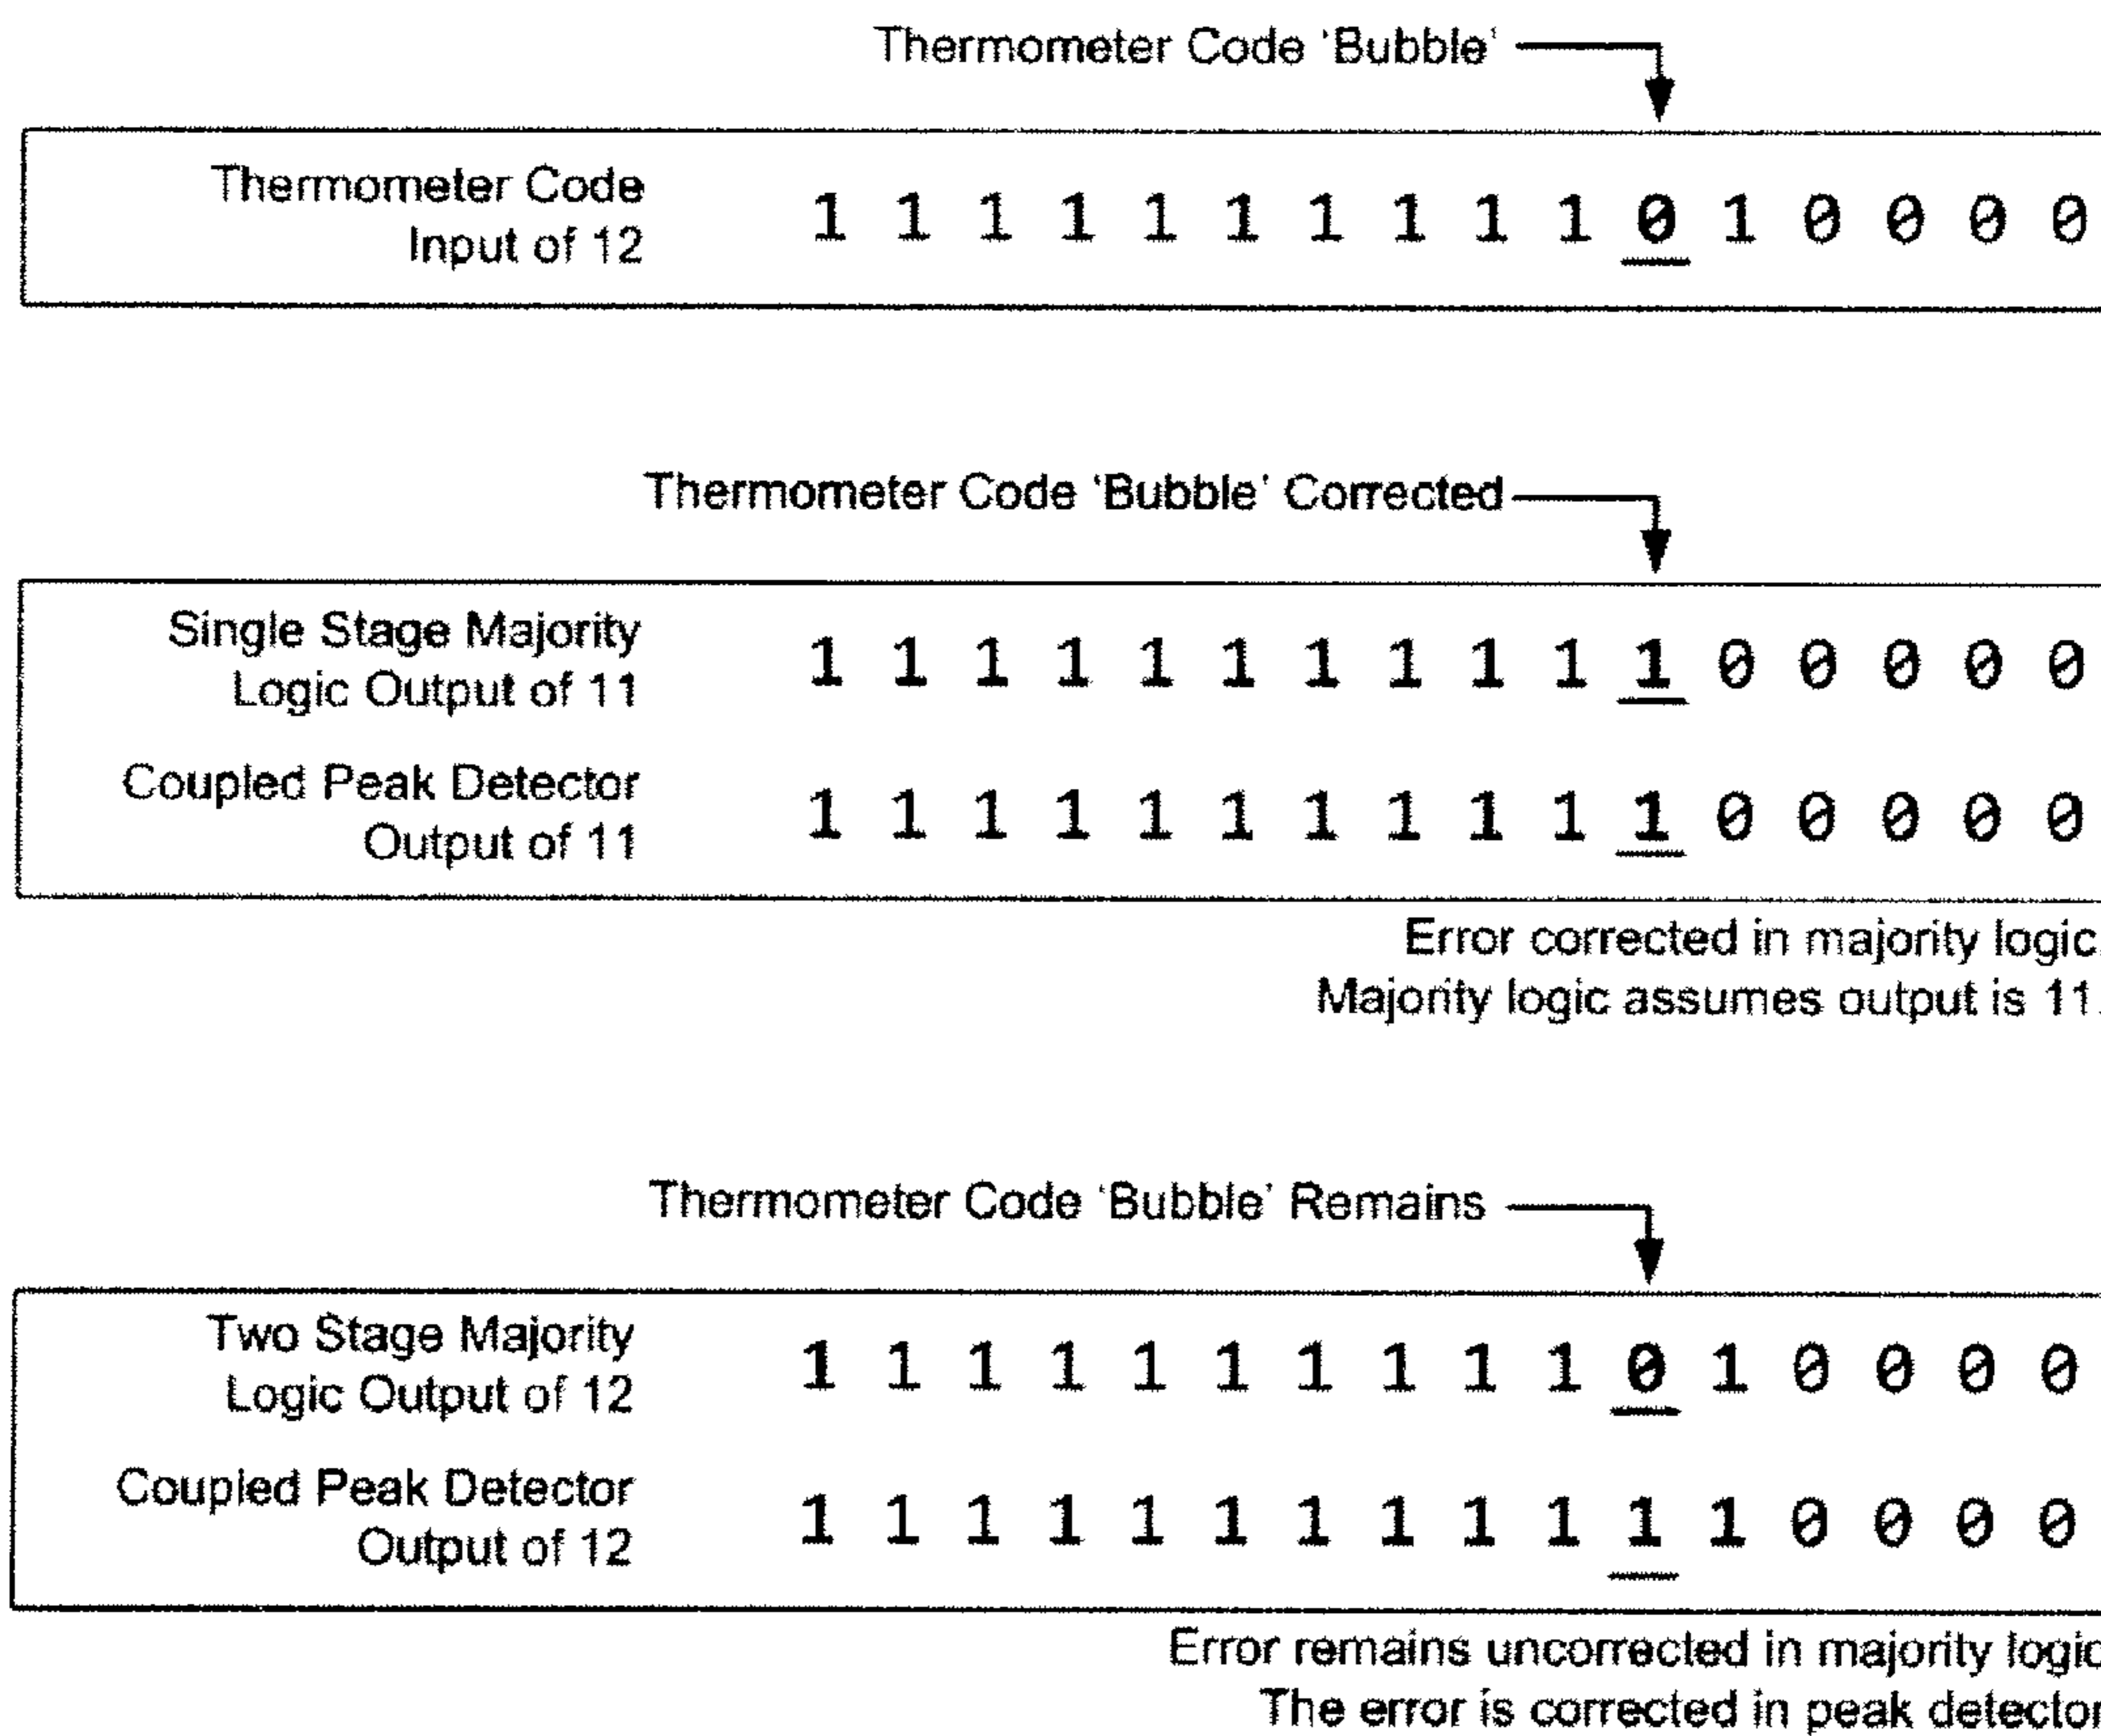 Thermometer Code 'Bubble'
Thermometer Code
Input of 12
1 1 1 1 1 1 1 1 1 1 0 1 0 0 0 0
Thermometer Code 'Bubble' Corrected
Single Stage Majority
Logic Output of 11
1 1 1 1 1 1 1 1 1 1 1 0 0 0 0 0
Coupled Peak Detector
Output of 11
1 1 1 1 1 1 1 1 1 1 1 0 0 0 0 0
Error corrected in majority logic.
Majority logic assumes output is 11.
Thermometer Code 'Bubble' Remains
Two Stage Majority
Logic Output of 12
1 1 1 1 1 1 1 1 1 1 0 1 0 0 0 0
Coupled Peak Detector
Output of 12
1 1 1 1 1 1 1 1 1 1 1 1 0 0 0 0
Error remains uncorrected in majority logic
The error is corrected in peak detector